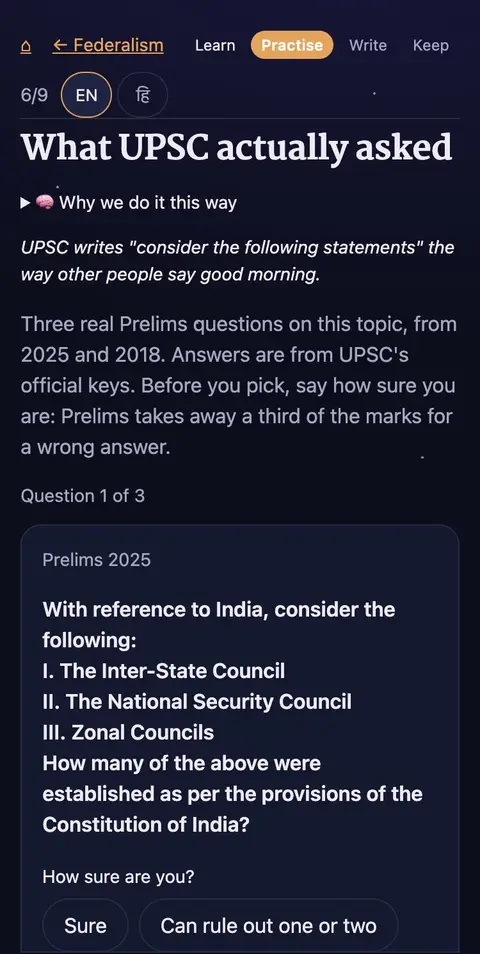 ⌂ ← Federalism Learn Practise Write Keep
6/9 EN हि
What UPSC actually asked
▶ 🧠 Why we do it this way
UPSC writes "consider the following statements" the
way other people say good morning.
Three real Prelims questions on this topic, from
2025 and 2018. Answers are from UPSC's
official keys. Before you pick, say how sure you
are: Prelims takes away a third of the marks for
a wrong answer.
Question 1 of 3
Prelims 2025
With reference to India, consider the
following:
I. The Inter-State Council
II. The National Security Council
III. Zonal Councils
How many of the above were
established as per the provisions of the
Constitution of India?
How sure are you?
Sure Can rule out one or two